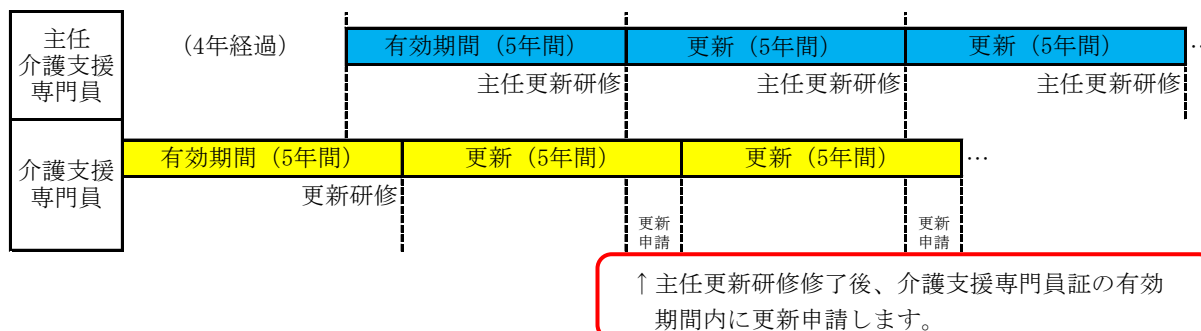 主任
介護支援
専門員
(4年経過)
有効期間(5年間)
更新(5年間)
更新(5年間)
…
主任更新研修
主任更新研修
主任更新研修
介護支援
専門員
有効期間(5年間)
更新(5年間)
更新(5年間)
…
更新研修
更新
申請
更新
申請
↑主任更新研修修了後、介護支援専門員証の有効
期間内に更新申請します。